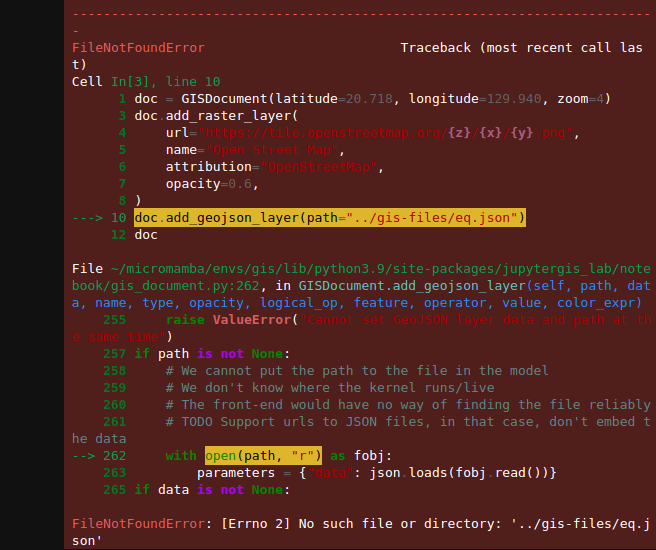 --------------------------------------------------------------------------
-
FileNotFoundError                         Traceback (most recent call las
t)
Cell In[3], line 10
      1 doc = GISDocument(latitude=20.718, longitude=129.940, zoom=4)
      3 doc.add_raster_layer(
      4     url="https://tile.openstreetmap.org/{z}/{x}/{y}.png",
      5     name="Open Street Map",
      6     attribution="OpenStreetMap",
      7     opacity=0.6,
      8 )
---> 10 doc.add_geojson_layer(path="../gis-files/eq.json")
     12 doc

File ~/micromamba/envs/gis/lib/python3.9/site-packages/jupytergis_lab/note
book/gis_document.py:262, in GISDocument.add_geojson_layer(self, path, dat
a, name, type, opacity, logical_op, feature, operator, value, color_expr)
    255     raise ValueError("Cannot set GeoJSON layer data and path at th
e same time")
    257 if path is not None:
    258     # We cannot put the path to the file in the model
    259     # We don't know where the kernel runs/live
    260     # The front-end would have no way of finding the file reliably
    261     # TODO Support urls to JSON files, in that case, don't embed t
he data
--> 262     with open(path, "r") as fobj:
    263         parameters = {"data": json.loads(fobj.read())}
    265 if data is not None:

FileNotFoundError: [Errno 2] No such file or directory: '../gis-files/eq.j
son'